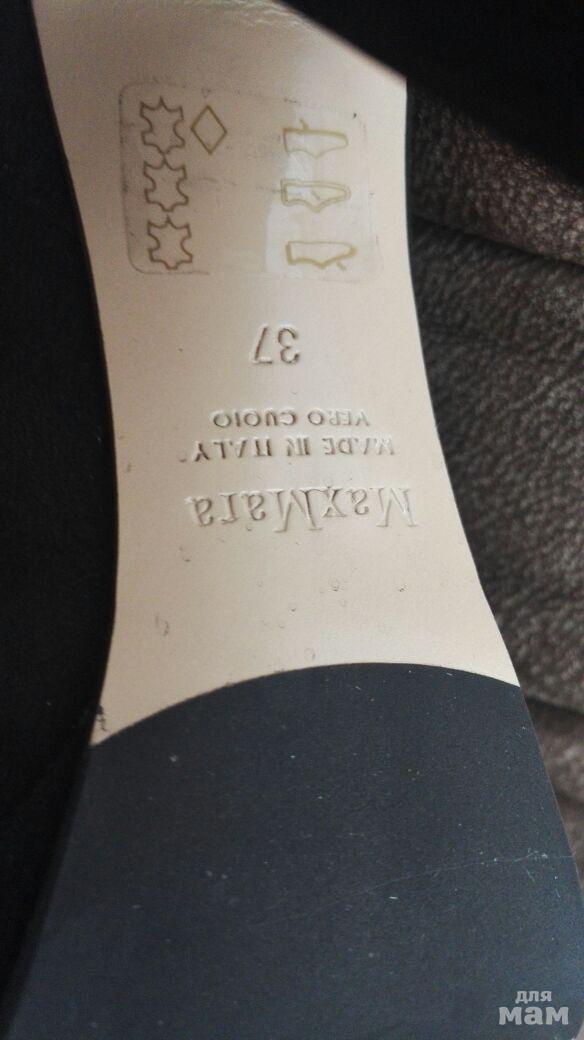 MaxMara
MADE IN ITALY
VERO CUOIO
37
для
мам